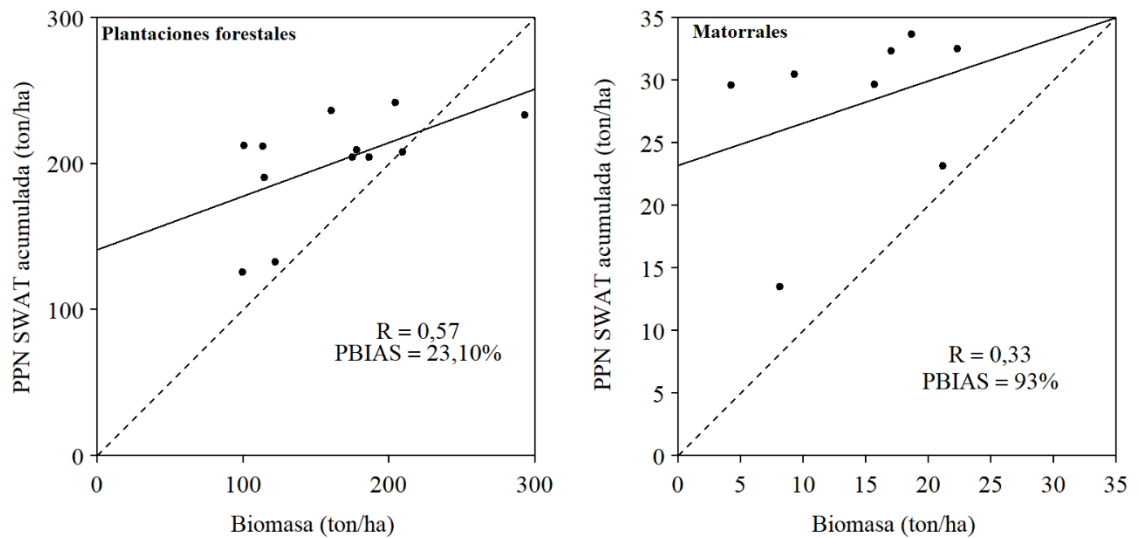 Plantaciones forestales
PPN SWAT acumulada (ton/ha)
300
200
100
0
R = 0,57
PBIAS = 23,10%
0 100 200 300
Biomasa (ton/ha)
Matorrales
PPN SWAT acumulada (ton/ha)
35
30
25
20
15
10
5
0
R = 0,33
PBIAS = 93%
0 5 10 15 20 25 30 35
Biomasa (ton/ha)